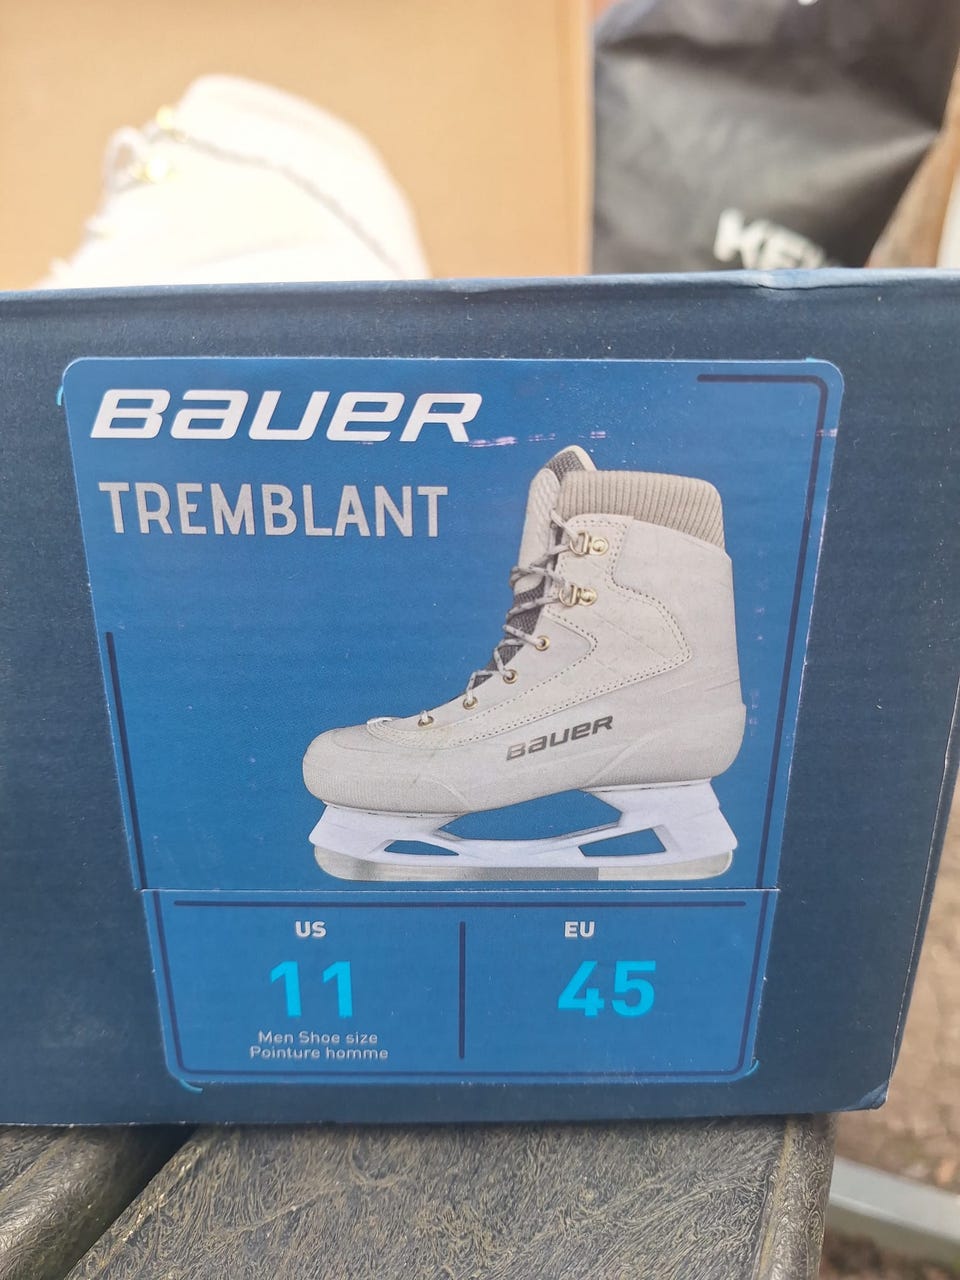 BAUER
TREMBLANT
BAUER
US
11
Men Shoe size
Pointure homme
EU
45